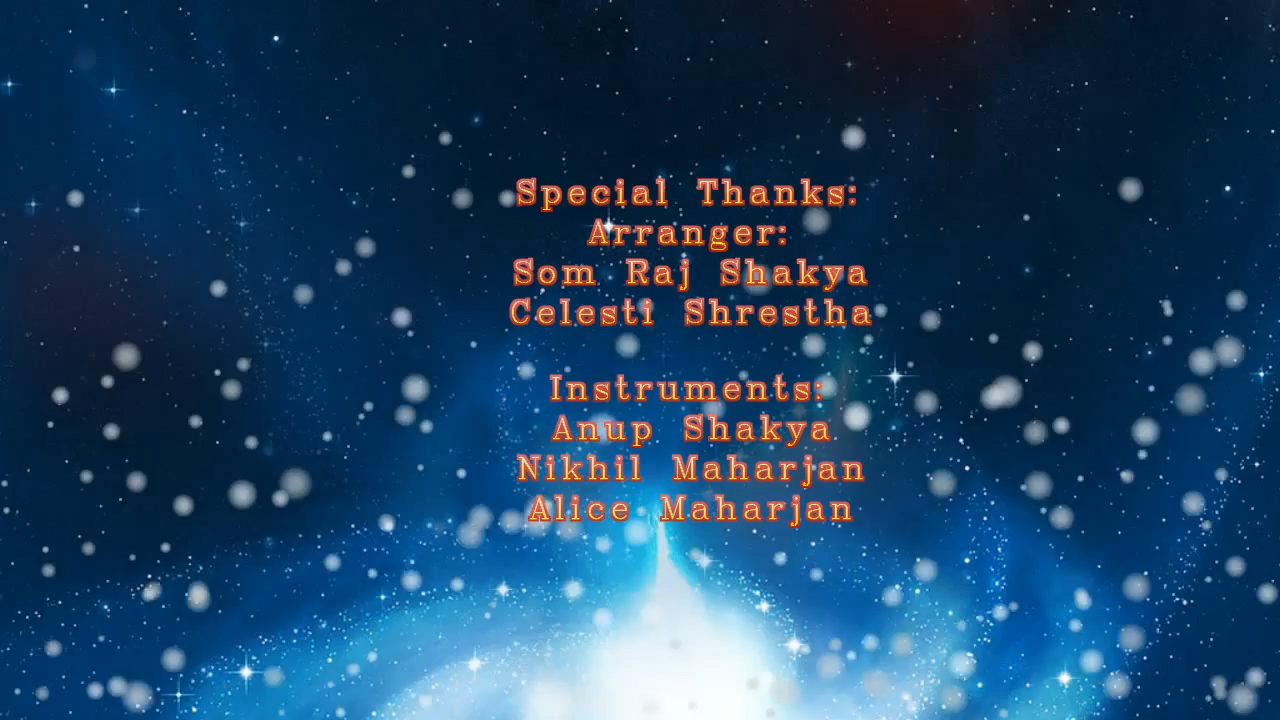 Special Thanks:
Arranger:
Som Raj Shakya
Celesti Shrestha
Instruments:
Anup Shakya
Nikhil Maharjan
Alice Maharjan